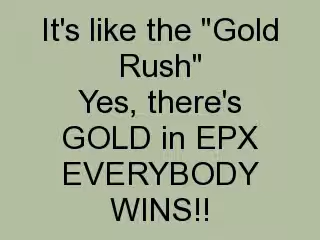 It's like the "Gold
Rush"
Yes, there's
GOLD in EPX
EVERYBODY
WINS!!